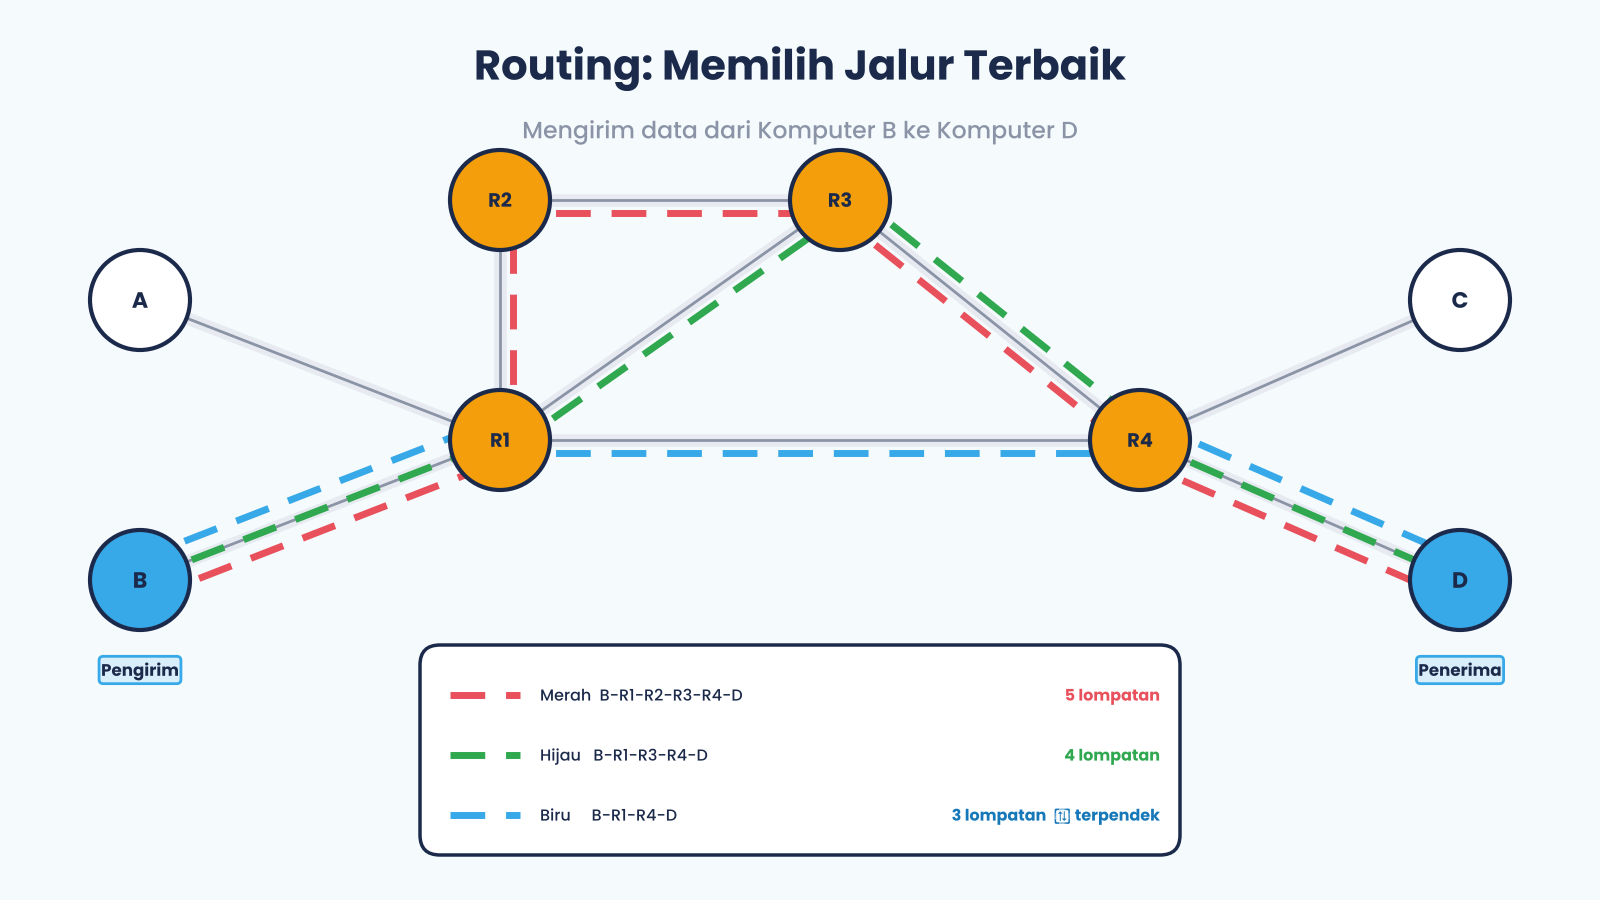 Routing: Memilih Jalur Terbaik
Mengirim data dari Komputer B ke Komputer D
R2
R3
A
C
R1
R4
B
D
Pengirim
Penerima
Merah B-R1-R2-R3-R4-D 5 lompatan
Hijau B-R1-R3-R4-D 4 lompatan
Biru B-R1-R4-D 3 lompatan terpendek